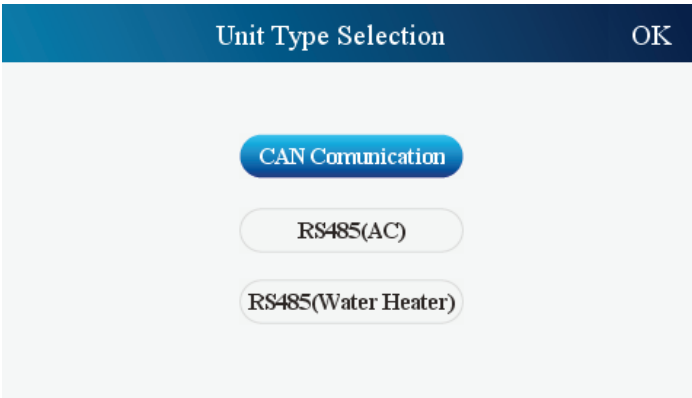 Unit Type Selection OK
CAN Comunication
RS485(AC)
RS485(Water Heater)